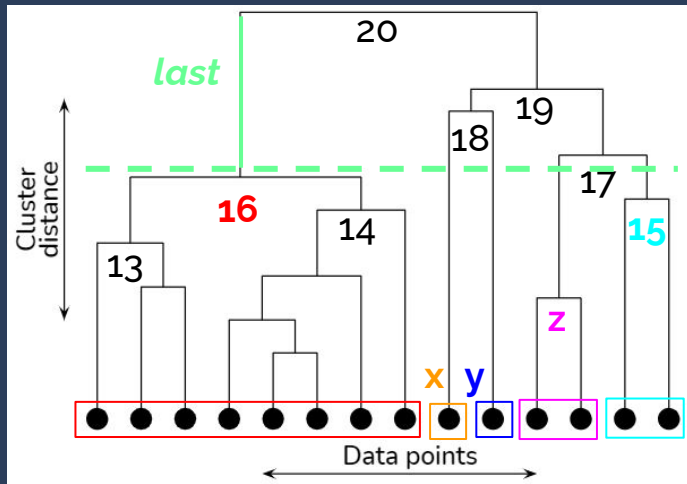 20
last
19
18
17
16
14
15
13
Cluster
distance
z
x y
Data points